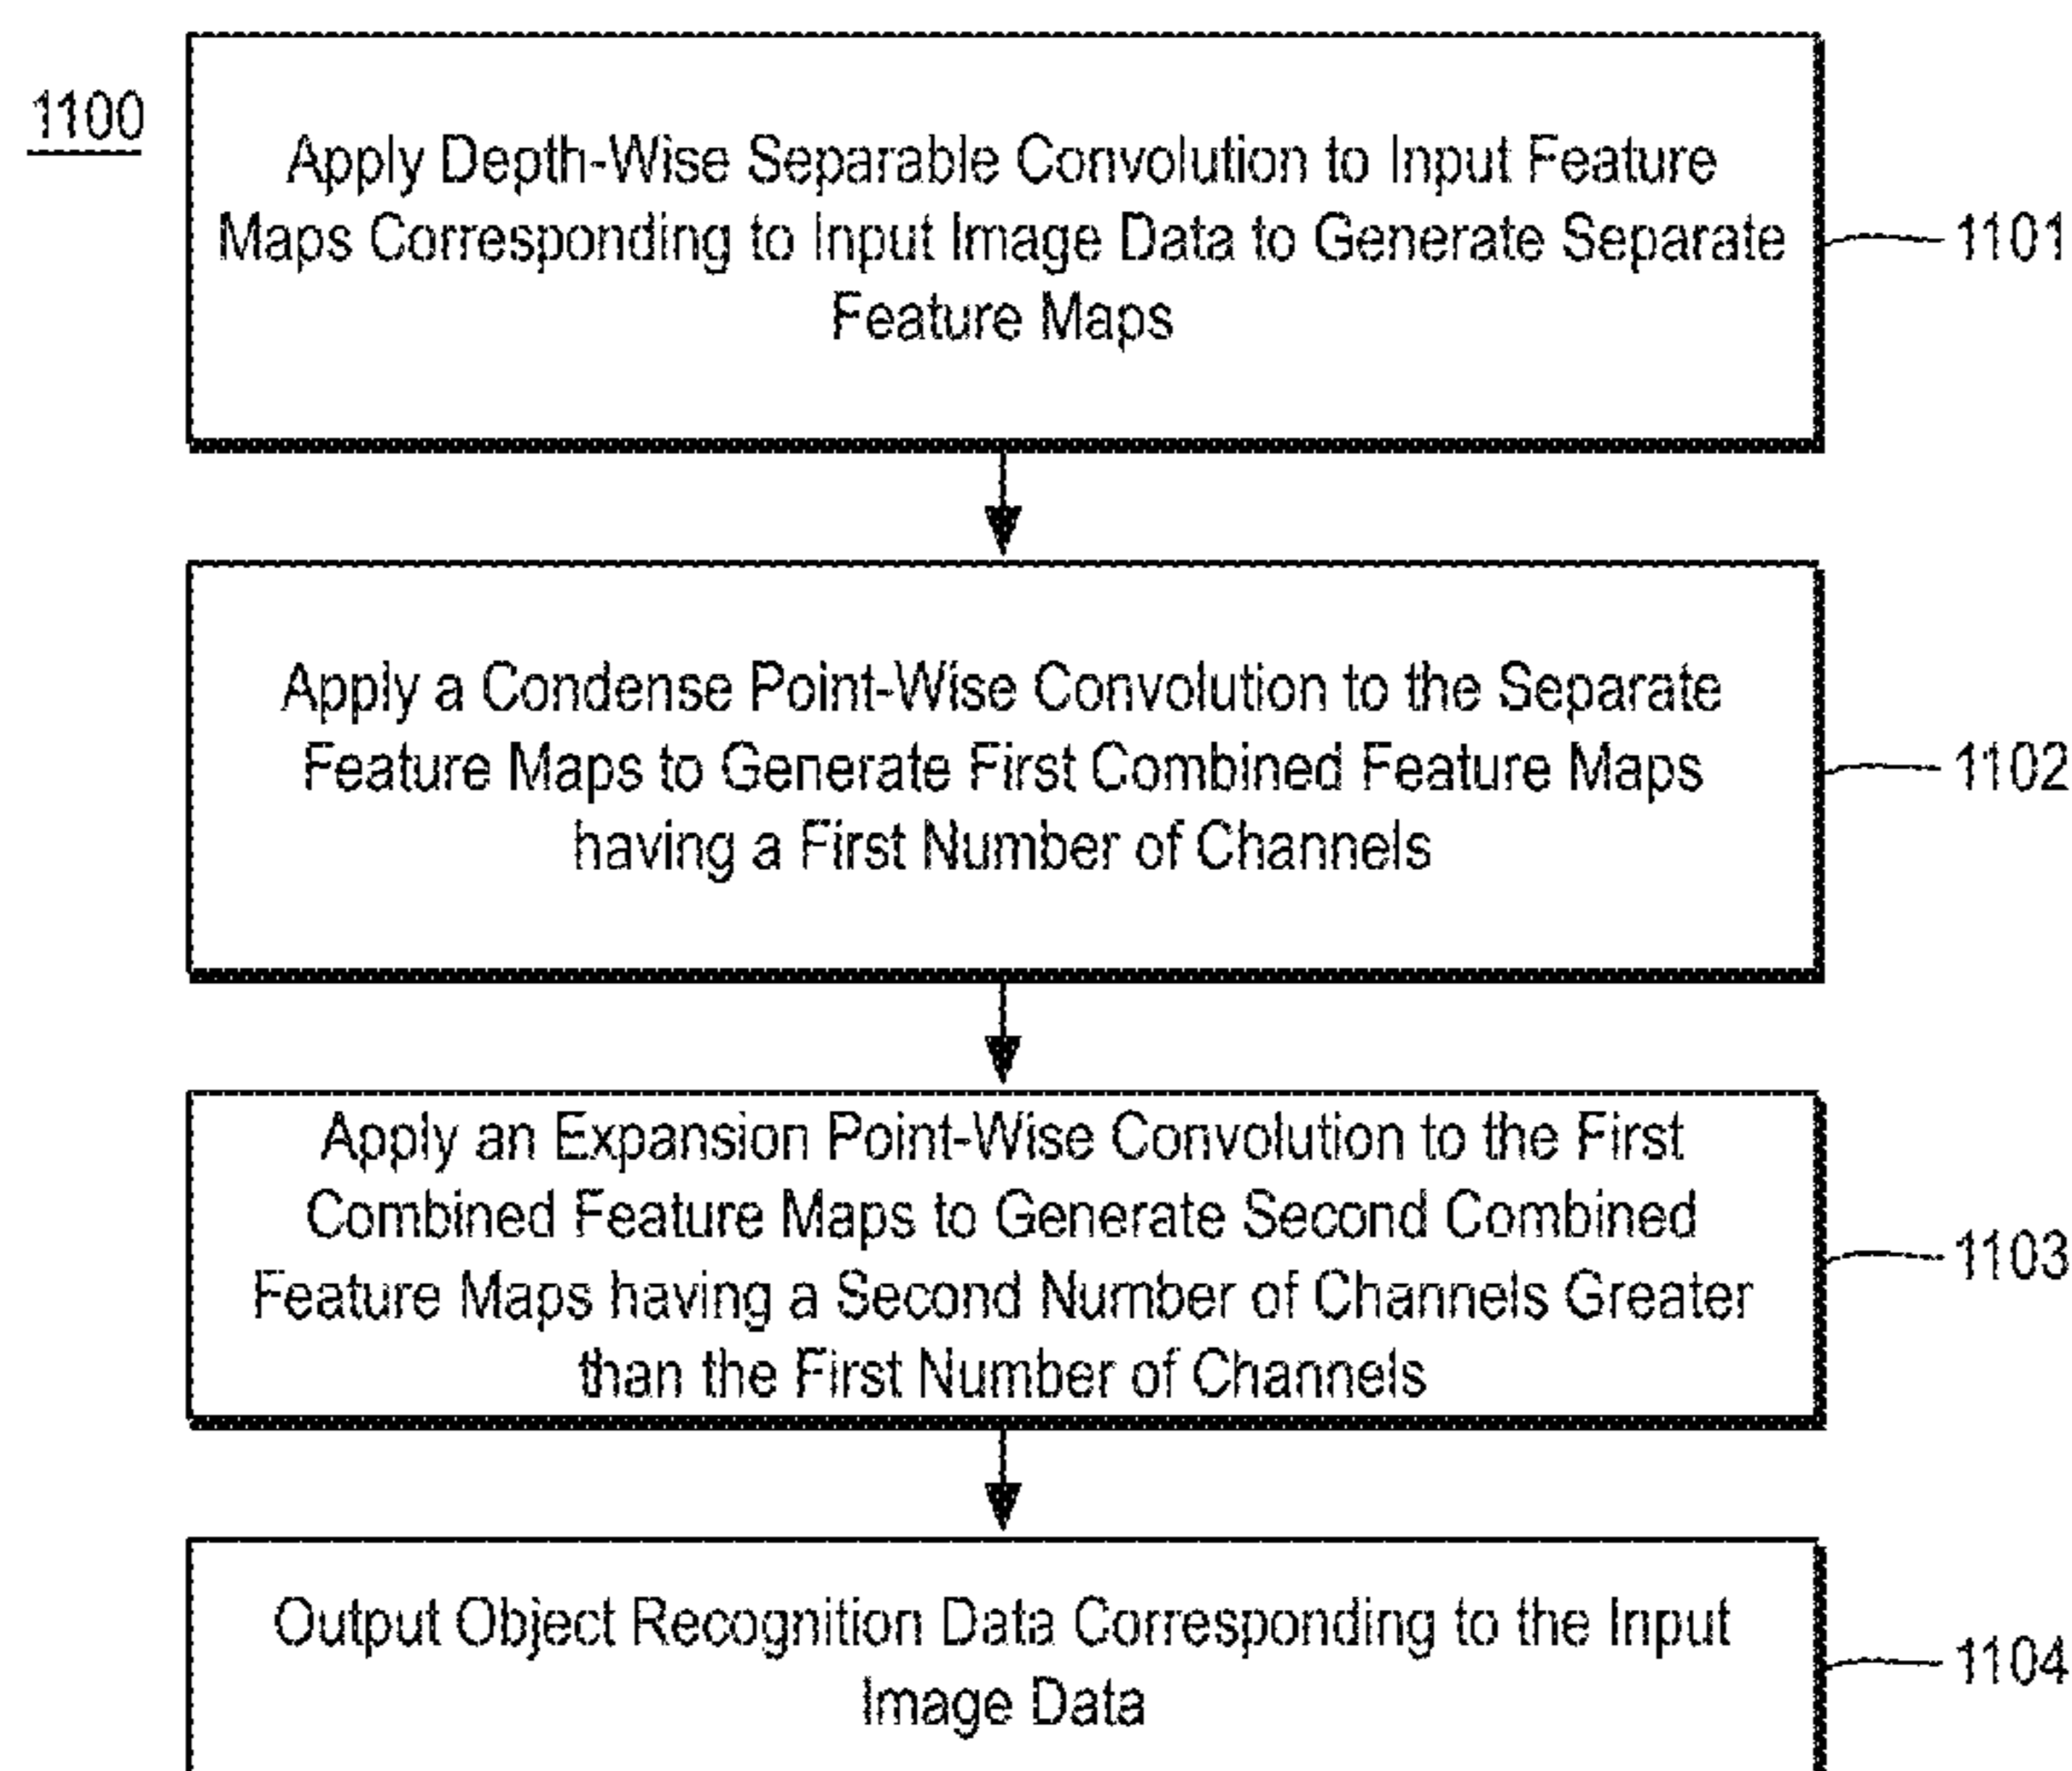 1100
Apply Depth-Wise Separable Convolution to Input Feature
Maps Corresponding to Input Image Data to Generate Separate
Feature Maps
1101
Apply a Condense Point-Wise Convolution to the Separate
Feature Maps to Generate First Combined Feature Maps
having a First Number of Channels
1102
Apply an Expansion Point-Wise Convolution to the First
Combined Feature Maps to Generate Second Combined
Feature Maps having a Second Number of Channels Greater
than the First Number of Channels
1103
Output Object Recognition Data Corresponding to the Input
Image Data
1104